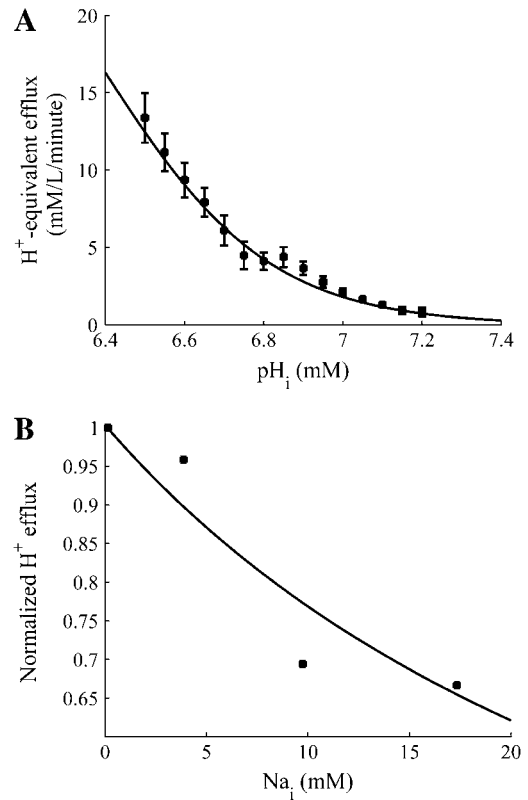 A
H⁺-equivalent efflux
(mM/L/minute)
20
15
10
5
0
6.4 6.6 6.8 7 7.2 7.4
pHᵢ (mM)
B
Normalized H⁺ efflux
1
0.95
0.9
0.85
0.8
0.75
0.7
0.65
0 5 10 15 20
Naᵢ (mM)